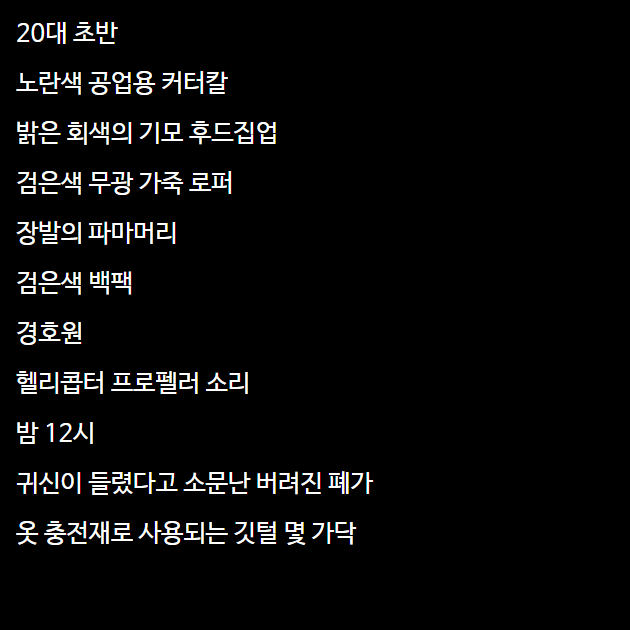 20대 초반
노란색 공업용 커터칼
밝은 회색의 기모 후드집업
검은색 무광 가죽 로퍼
장발의 파마머리
검은색 백팩
경호원
헬리콥터 프로펠러 소리
밤 12시
귀신이 들렸다고 소문난 버려진 폐가
옷 충전재로 사용되는 깃털 몇 가닥